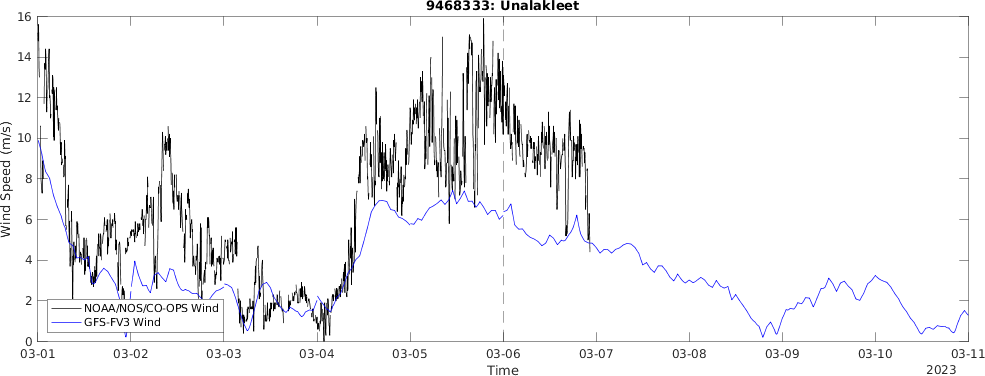 9468333: Unalakleet
Wind Speed (m/s)
16
14
12
10
8
6
4
2
0
NOAA/NOS/CO-OPS Wind
GFS-FV3 Wind
03-01 03-02 03-03 03-04 03-05 03-06 03-07 03-08 03-09 03-10 03-11
Time
2023